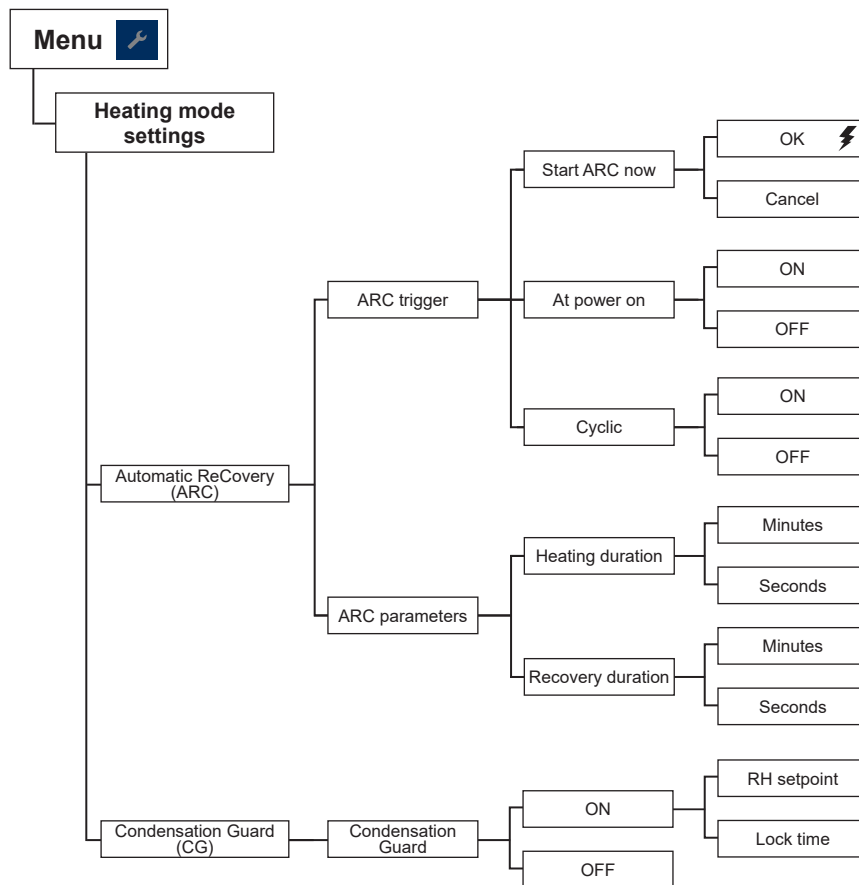 Menu
Heating mode
settings
OK
Start ARC now
Cancel
ON
ARC trigger
At power on
OFF
ON
Cyclic
OFF
Automatic ReCovery
(ARC)
Minutes
Heating duration
Seconds
ARC parameters
Minutes
Recovery duration
Seconds
RH setpoint
ON
Condensation Guard
(CG)
Condensation
Guard
Lock time
OFF